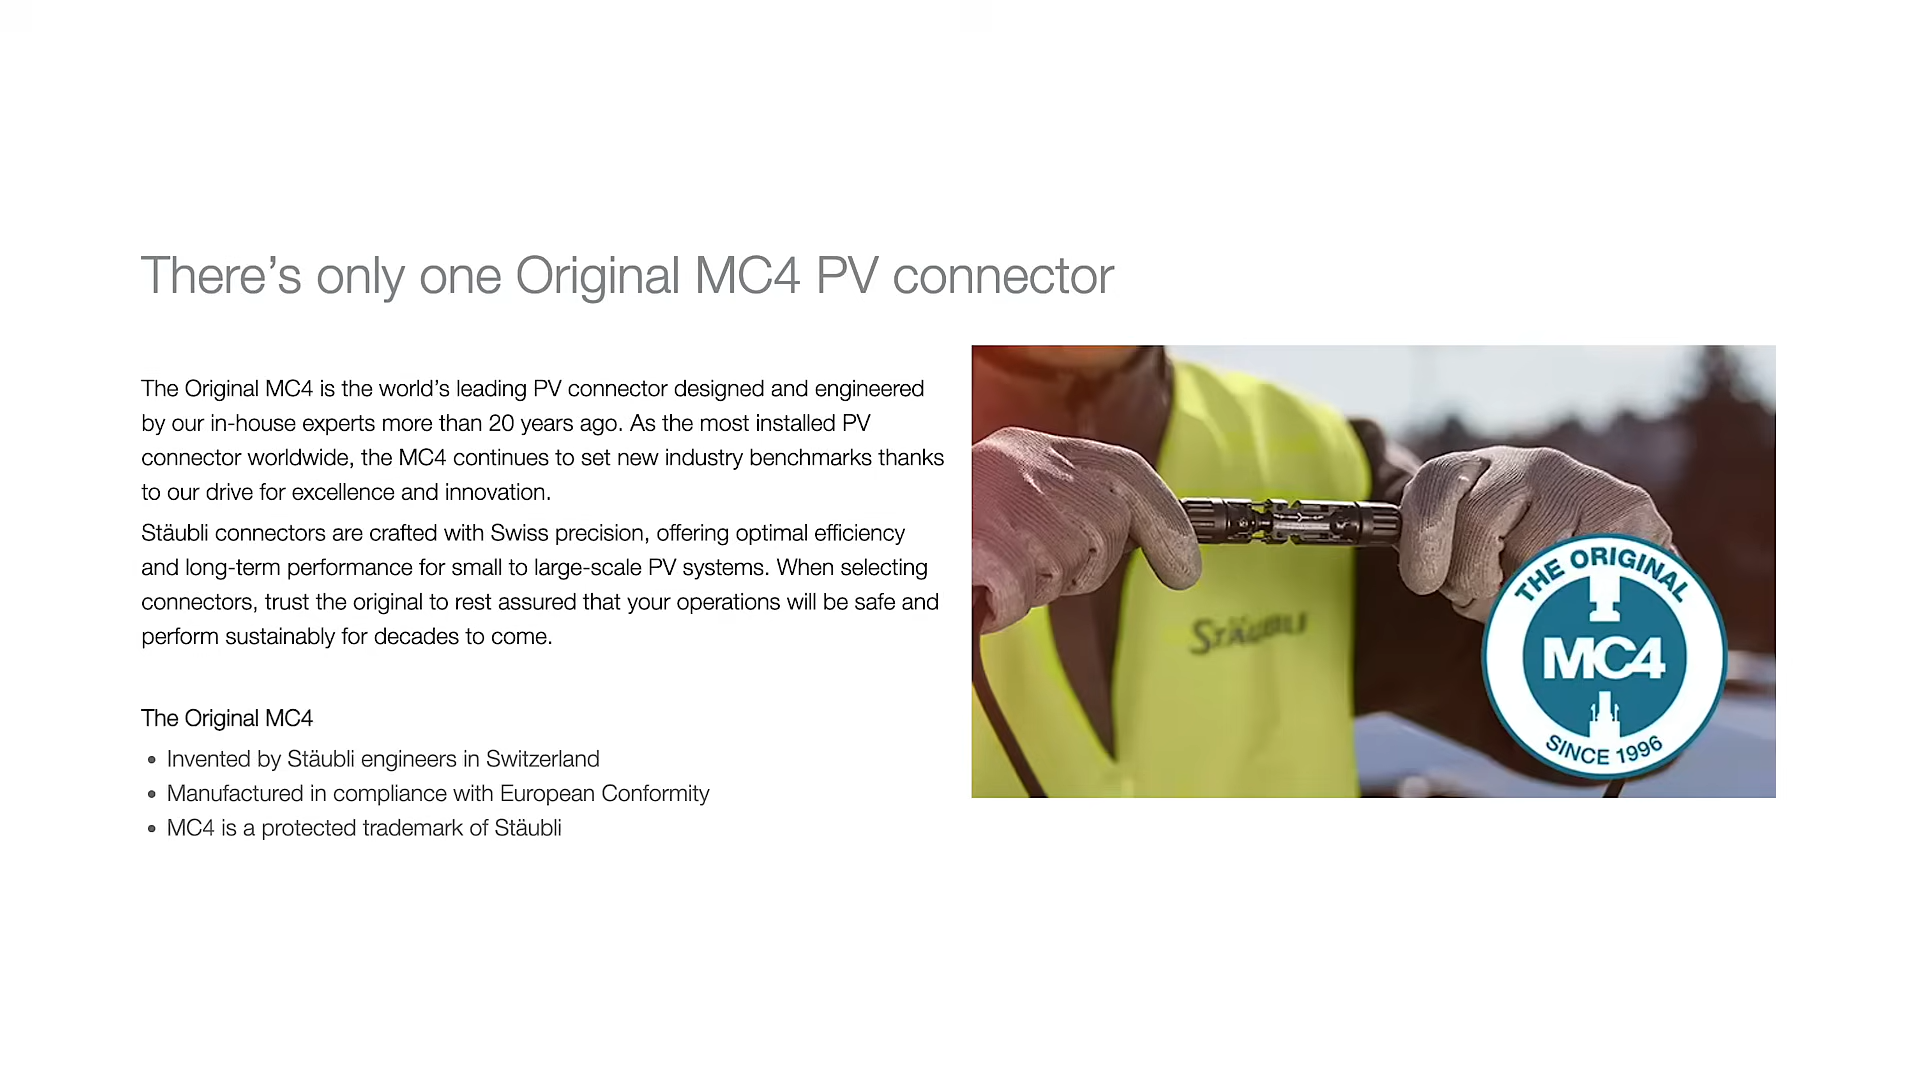 There’s only one Original MC4 PV connector
The Original MC4 is the world’s leading PV connector designed and engineered
by our in-house experts more than 20 years ago. As the most installed PV
connector worldwide, the MC4 continues to set new industry benchmarks thanks
to our drive for excellence and innovation.
Stäubli connectors are crafted with Swiss precision, offering optimal efficiency
and long-term performance for small to large-scale PV systems. When selecting
connectors, trust the original to rest assured that your operations will be safe and
perform sustainably for decades to come.
The Original MC4
• Invented by Stäubli engineers in Switzerland
• Manufactured in compliance with European Conformity
• MC4 is a protected trademark of Stäubli
STÄUBLI
THE ORIGINAL
MC4
SINCE 1996